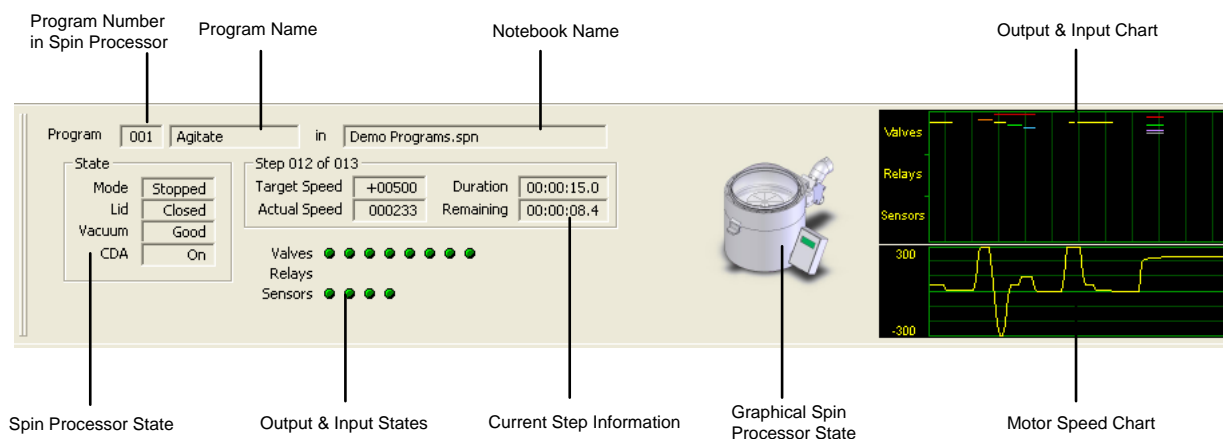 Program Number
in Spin Processor
Program Name
Notebook Name
Output & Input Chart
Program 001 Agitate in Demo Programs.spn
State
Mode Stopped
Lid Closed
Vacuum Good
CDA On
Step 012 of 013
Target Speed +00500 Duration 00:00:15.0
Actual Speed 000233 Remaining 00:00:08.4
Valves
Relays
Sensors
Valves
Relays
Sensors
300
-300
Spin Processor State
Output & Input States
Current Step Information
Graphical Spin
Processor State
Motor Speed Chart